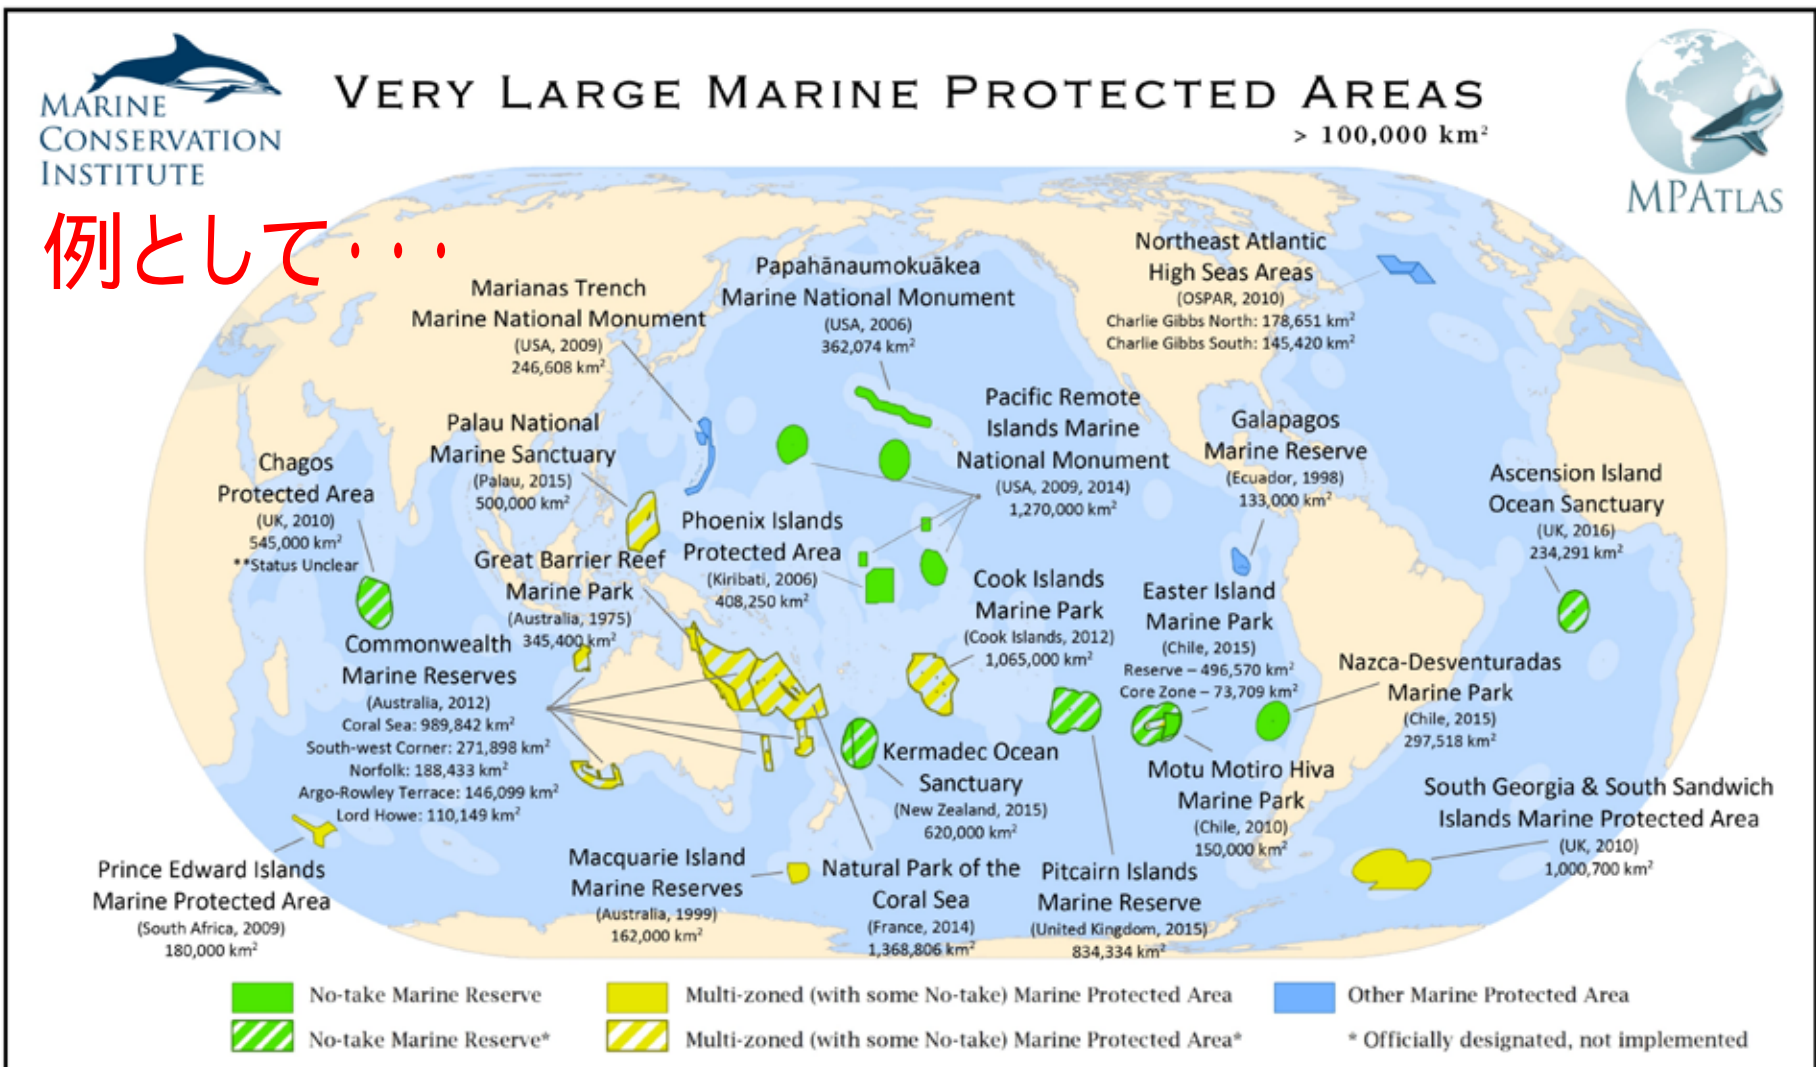 MARINE
CONSERVATION
INSTITUTE
VERY LARGE MARINE PROTECTED AREAS
> 100,000 km²
MPATLAS
例として・・・
Northeast Atlantic
High Seas Areas
(OSPAR, 2010)
Charlie Gibbs North: 178,651 km²
Charlie Gibbs South: 145,420 km²
Papahānaumokuākea
Marine National Monument
(USA, 2006)
362,074 km²
Marianas Trench
Marine National Monument
(USA, 2009)
246,608 km²
Pacific Remote
Islands Marine
National Monument
(USA, 2009, 2014)
1,270,000 km²
Galapagos
Marine Reserve
(Ecuador, 1998)
133,000 km²
Palau National
Marine Sanctuary
(Palau, 2015)
500,000 km²
Chagos
Protected Area
(UK, 2010)
545,000 km²
**Status Unclear
Ascension Island
Ocean Sanctuary
(UK, 2016)
234,291 km²
Phoenix Islands
Protected Area
(Kiribati, 2006)
408,250 km²
Great Barrier Reef
Marine Park
(Australia, 1975)
345,400 km²
Cook Islands
Marine Park
(Cook Islands, 2012)
1,065,000 km²
Easter Island
Marine Park
(Chile, 2015)
Reserve – 496,570 km²
Core Zone – 73,709 km²
Commonwealth
Marine Reserves
(Australia, 2012)
Coral Sea: 989,842 km²
South-west Corner: 271,898 km²
Norfolk: 188,433 km²
Argo-Rowley Terrace: 146,099 km²
Lord Howe: 110,149 km²
Nazca-Desventuradas
Marine Park
(Chile, 2015)
297,518 km²
Kermadec Ocean
Sanctuary
(New Zealand, 2015)
620,000 km²
Motu Motiro Hiva
Marine Park
(Chile, 2010)
150,000 km²
South Georgia & South Sandwich
Islands Marine Protected Area
(UK, 2010)
1,000,700 km²
Prince Edward Islands
Marine Protected Area
(South Africa, 2009)
180,000 km²
Macquarie Island
Marine Reserves
(Australia, 1999)
162,000 km²
Natural Park of the
Coral Sea
(France, 2014)
1,368,806 km²
Pitcairn Islands
Marine Reserve
(United Kingdom, 2015)
834,334 km²
No-take Marine Reserve
Multi-zoned (with some No-take) Marine Protected Area
Other Marine Protected Area
No-take Marine Reserve*
Multi-zoned (with some No-take) Marine Protected Area*
* Officially designated, not implemented